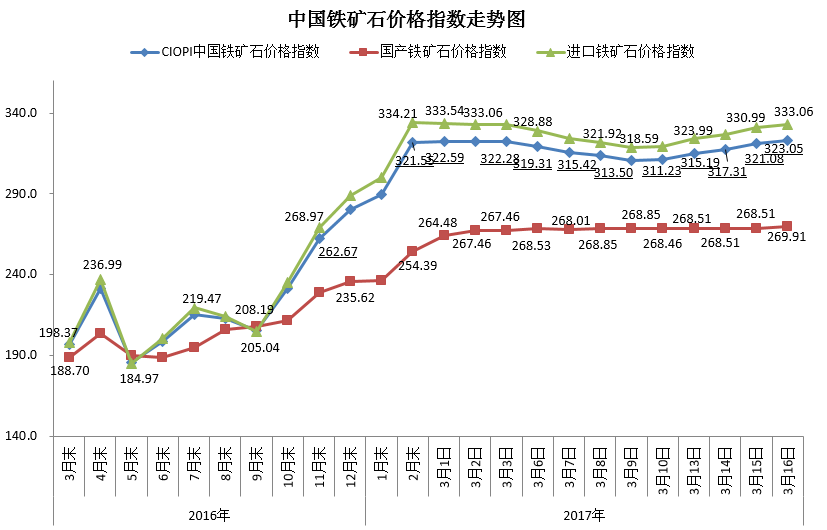 中国铁矿石价格指数走势图
CIOPI中国铁矿石价格指数 国产铁矿石价格指数 进口铁矿石价格指数
340.0
290.0
240.0
190.0
140.0
334.21 333.54 333.06 328.88 321.92 318.59 323.99 330.99 333.06
321.53 322.59 322.28 319.31 315.42 313.50 311.23 315.19 317.31 321.08 323.05
268.97
262.67
264.48 267.46 267.46 268.53 268.01 268.85 268.85 268.46 268.51 268.51 268.51 269.91
254.39
236.99
235.62
219.47
208.19
205.04
198.37
188.70
184.97
3月末 4月末 5月末 6月末 7月末 8月末 9月末 10月末 11月末 12月末 1月末 2月末 3月1日 3月2日 3月3日 3月6日 3月7日 3月8日 3月9日 3月10日 3月13日 3月14日 3月15日 3月16日
2016年 2017年